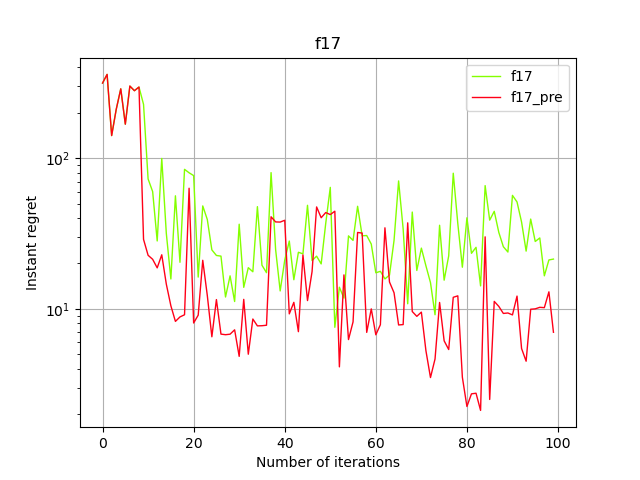 f17
f17
f17_pre
10²
10¹
Instant regret
0 20 40 60 80 100
Number of iterations